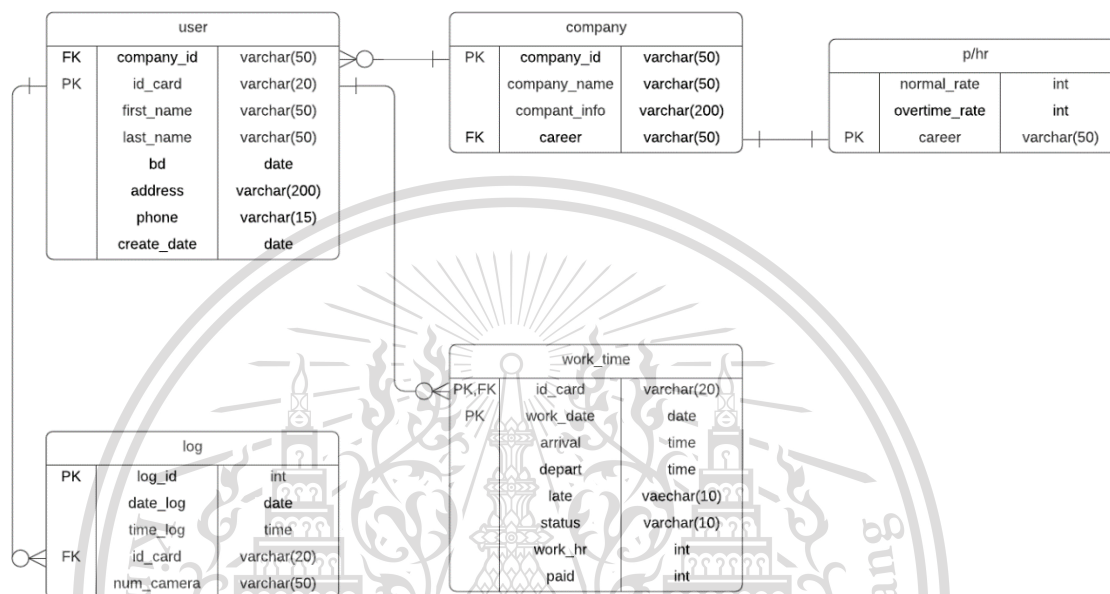 user
FK company_id varchar(50)
PK id_card varchar(20)
first_name varchar(50)
last_name varchar(50)
bd date
address varchar(200)
phone varchar(15)
create_date date
company
PK company_id varchar(50)
company_name varchar(50)
compant_info varchar(200)
FK career varchar(50)
p/hr
normal_rate int
overtime_rate int
PK career varchar(50)
work_time
PK,FK id_card varchar(20)
PK work_date date
arrival time
depart time
late vaechar(10)
status varchar(10)
work_hr int
paid int
log
PK log_id int
date_log date
time_log time
FK id_card varchar(20)
num_camera varchar(50)